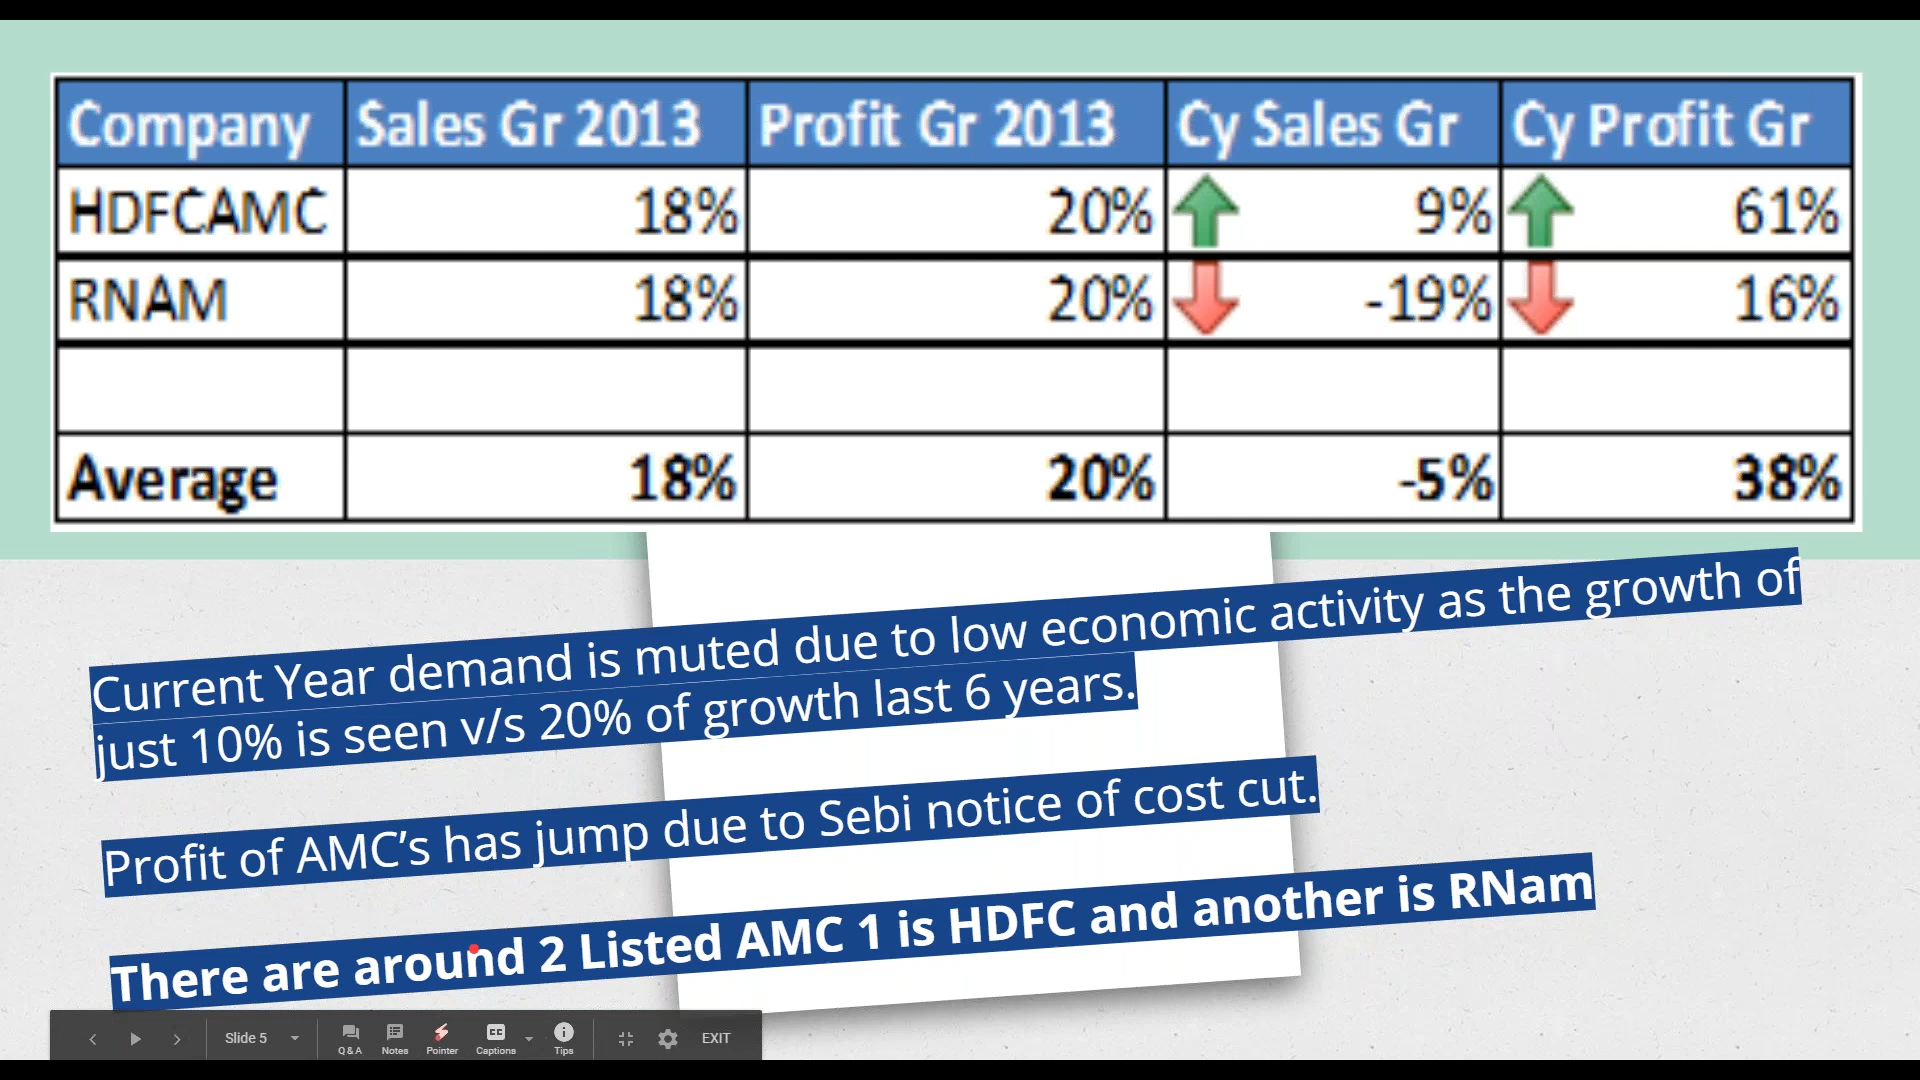 Company Sales Gr 2013 Profit Gr 2013 Cy Sales Gr Cy Profit Gr
HDFCAMC 18% 20% 9% 61%
RNAM 18% 20% -19% 16%
Average 18% 20% -5% 38%
Current Year demand is muted due to low economic activity as the growth of
just 10% is seen v/s 20% of growth last 6 years.
Profit of AMC’s has jump due to Sebi notice of cost cut.
There are around 2 Listed AMC 1 is HDFC and another is RNam
Slide 5 Q & A Notes Pointer CC Captions Tips EXIT